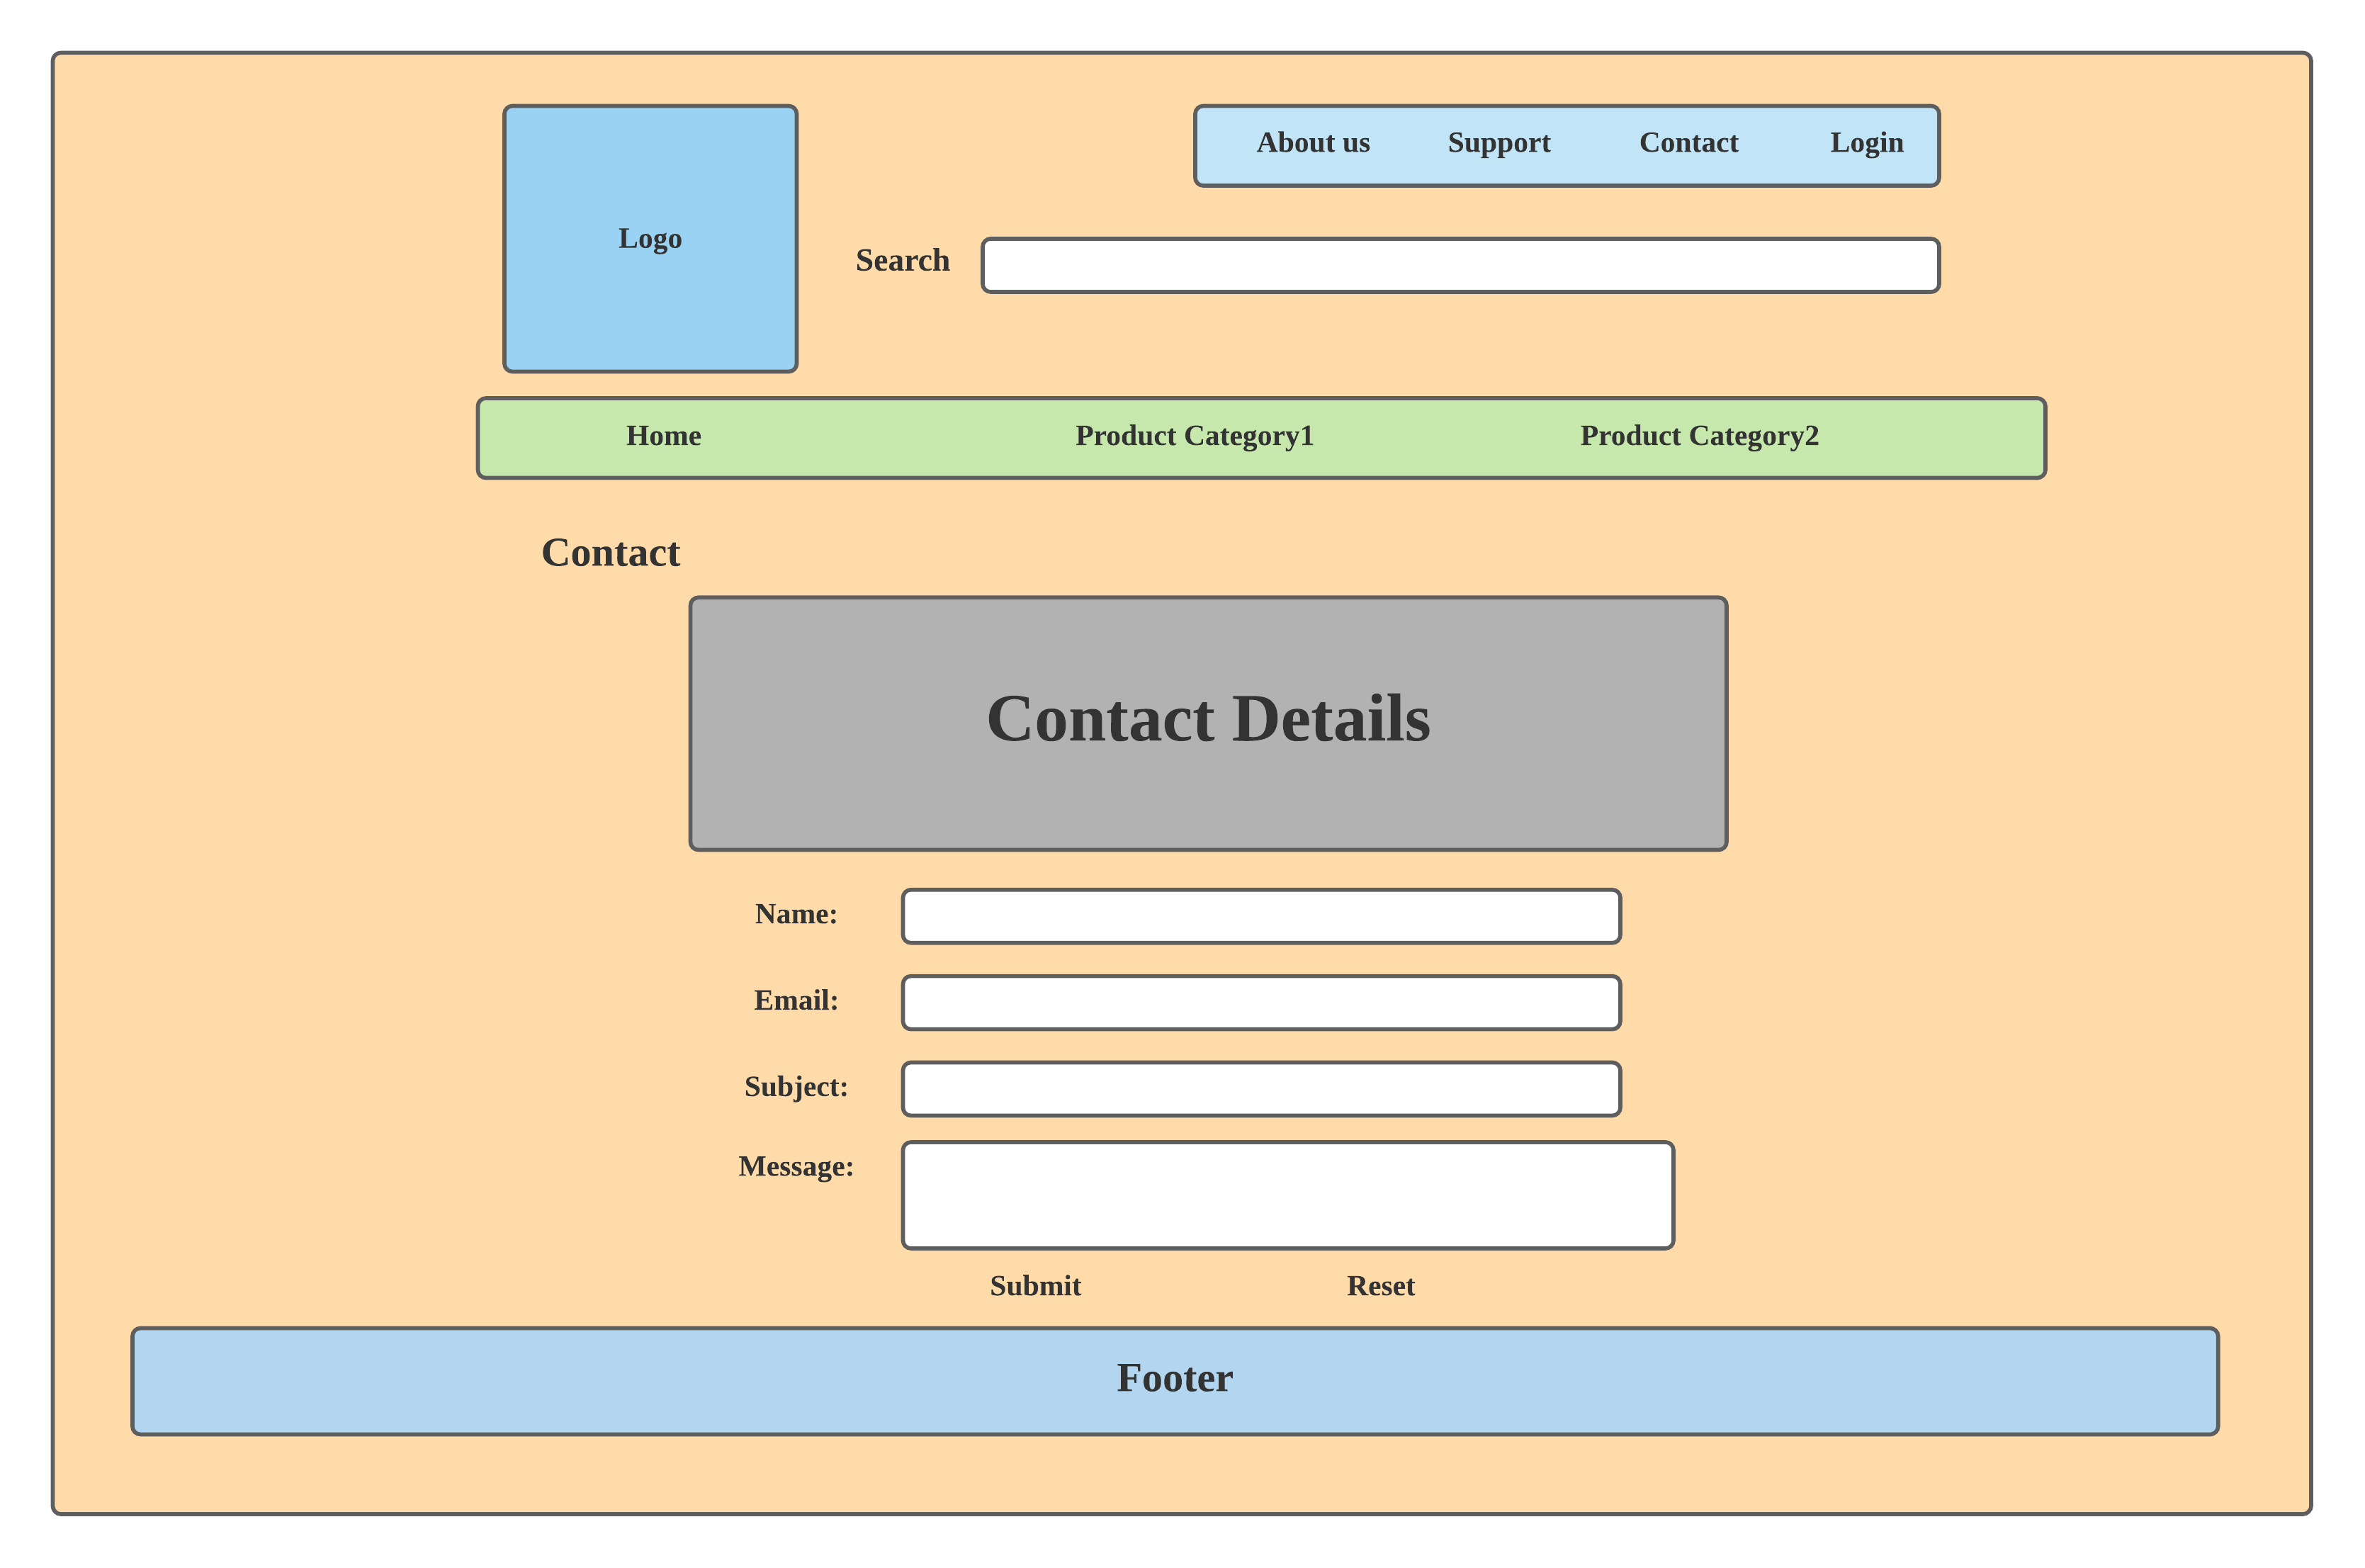 About us Support Contact Login
Logo
Search
Home Product Category1 Product Category2
Contact
Contact Details
Name:
Email:
Subject:
Message:
Submit Reset
Footer